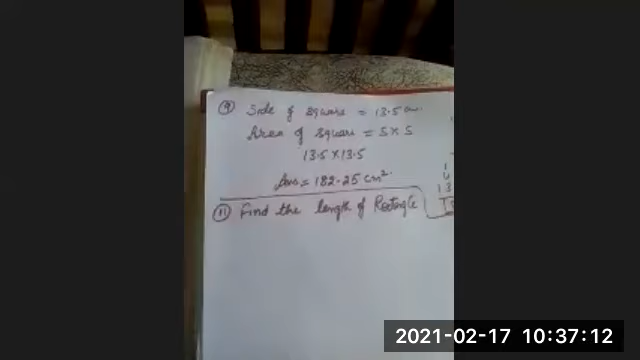 ⑨ Side of square = 13.5 cm.
Area of square = S × S
13.5 × 13.5
Ans = 182.25 cm²
⑪ Find the length of Rectangle
2021-02-17 10:37:12